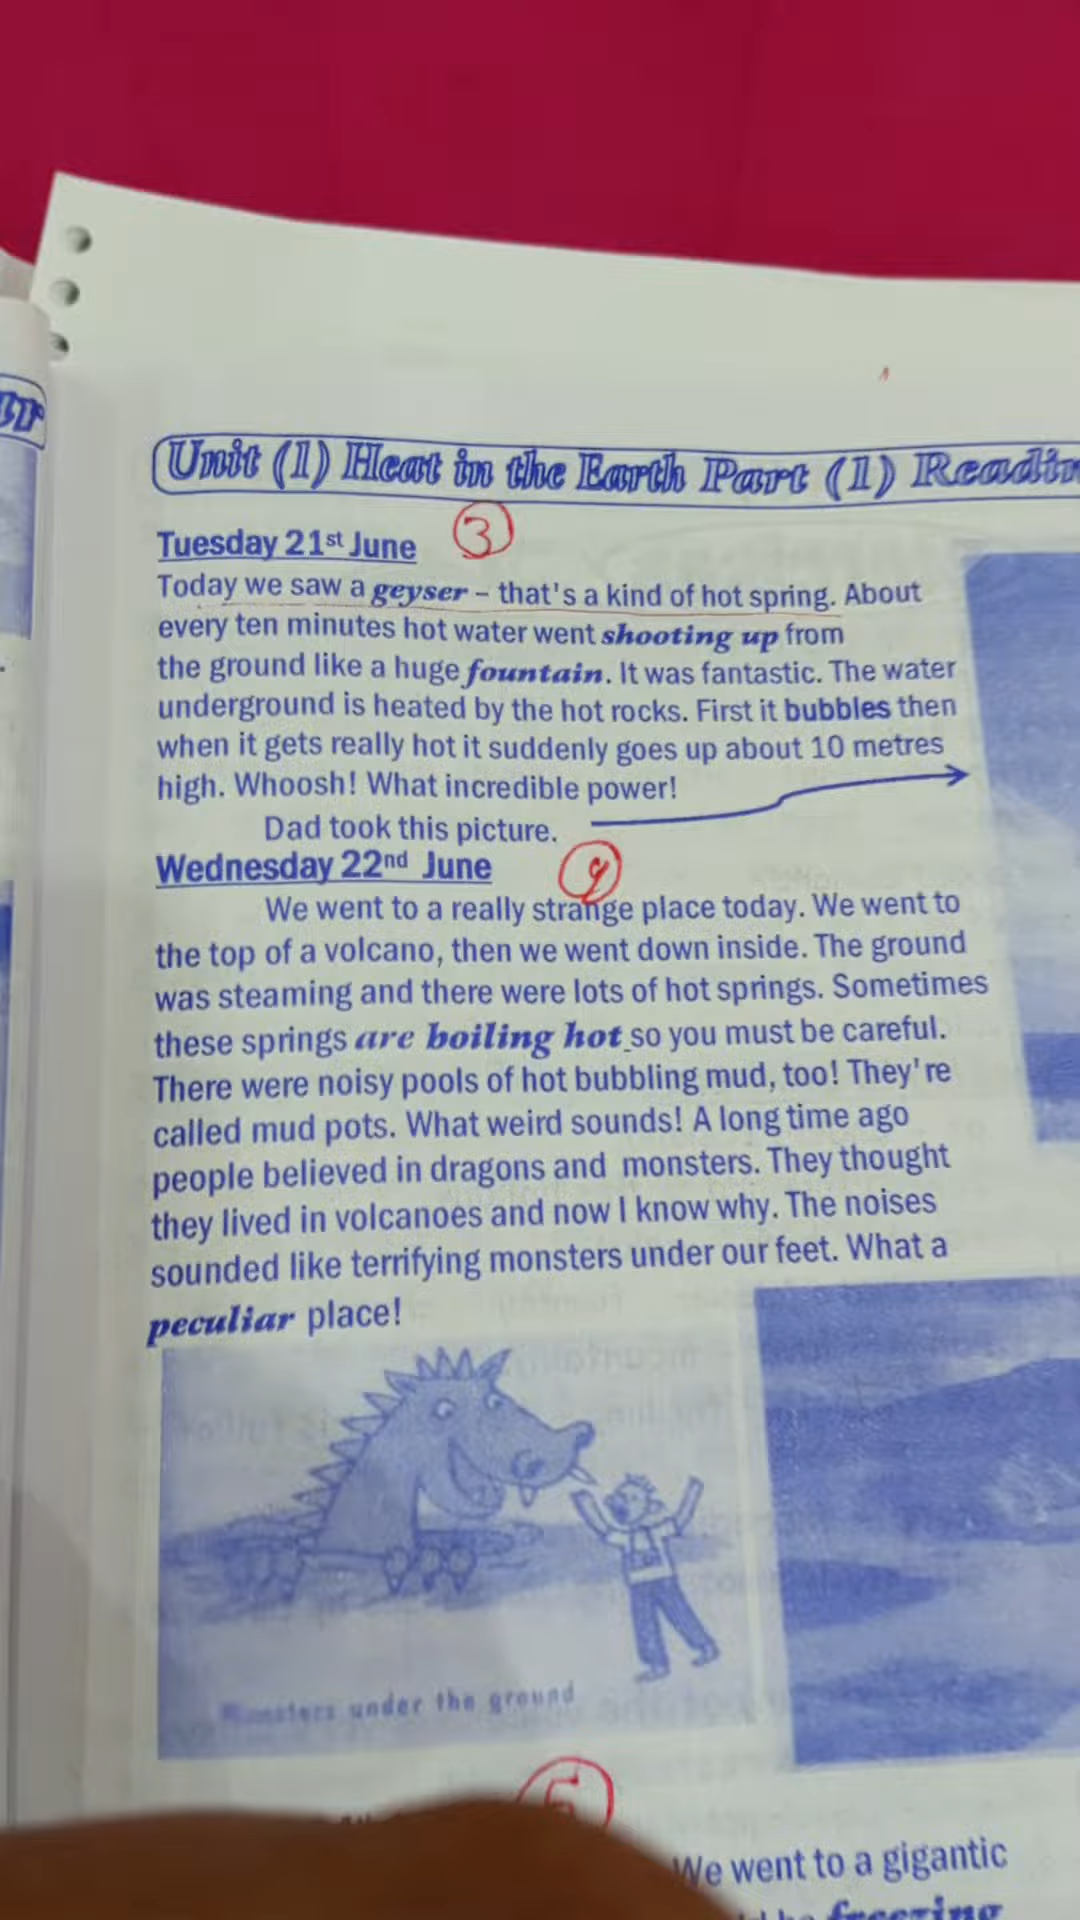 Unit (1) Heat in the Earth Part (1)
3
Tuesday 21st June
Today we saw a geyser – that's a kind of hot spring. About
every ten minutes hot water went shooting up from
the ground like a huge fountain. It was fantastic. The water
underground is heated by the hot rocks. First it bubbles then
when it gets really hot it suddenly goes up about 10 metres
high. Whoosh! What incredible power!
Dad took this picture.
Wednesday 22nd June
We went to a really strange place today. We went to
the top of a volcano, then we went down inside. The ground
was steaming and there were lots of hot springs. Sometimes
these springs are boiling hot so you must be careful.
There were noisy pools of hot bubbling mud, too! They're
called mud pots. What weird sounds! A long time ago
people believed in dragons and monsters. They thought
they lived in volcanoes and now I know why. The noises
sounded like terrifying monsters under our feet. What a
peculiar place!
Monsters under the ground
We went to a gigantic
freezing